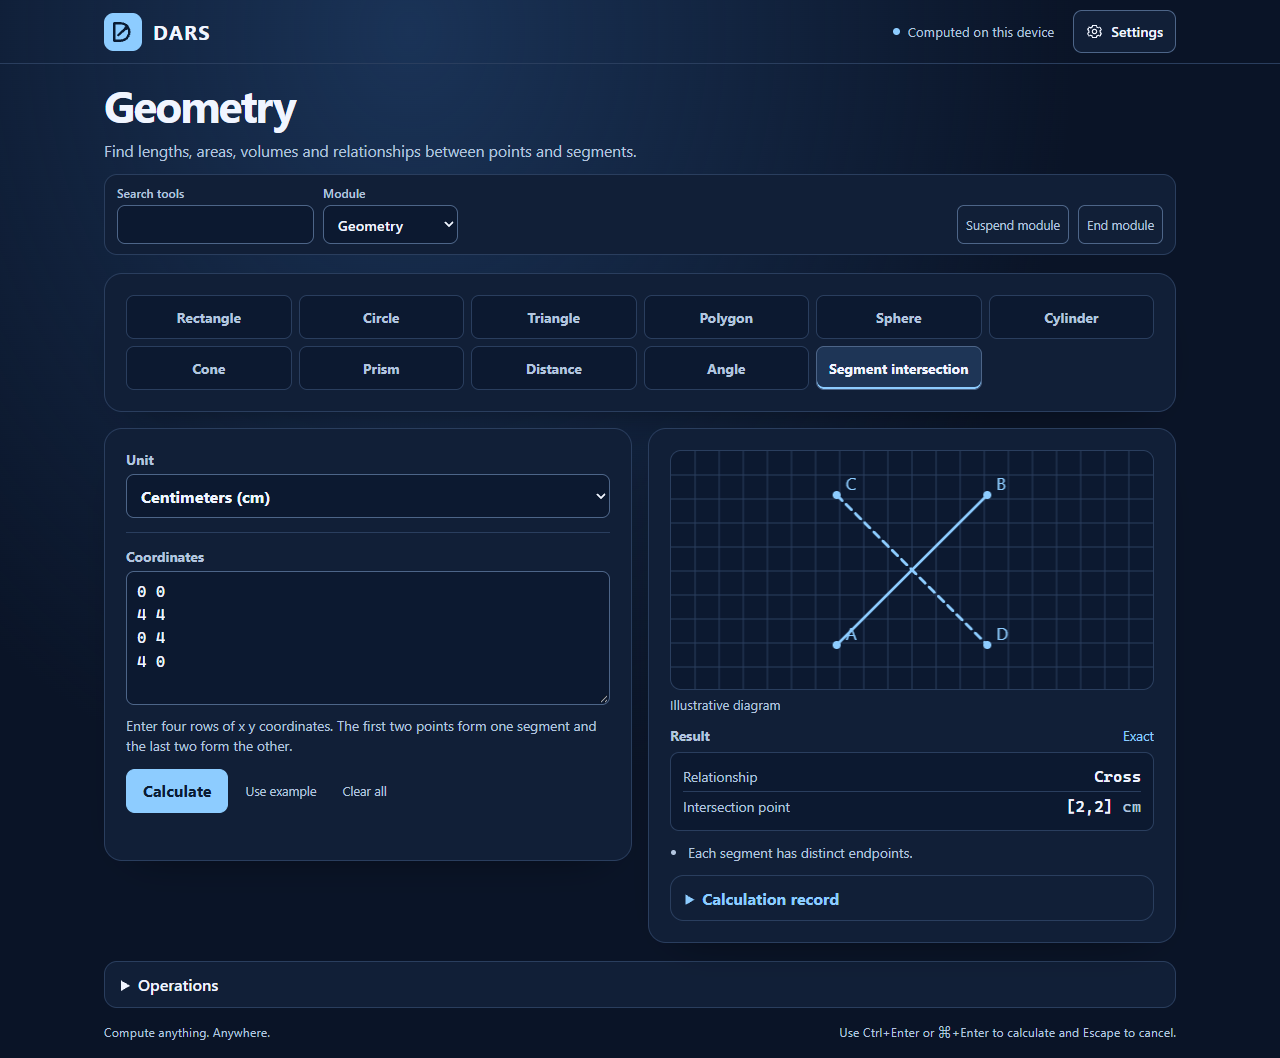 DARS
Computed on this device
Settings
Geometry
Find lengths, areas, volumes and relationships between points and segments.
Search tools
Module
Geometry
Suspend module
End module
Rectangle
Circle
Triangle
Polygon
Sphere
Cylinder
Cone
Prism
Distance
Angle
Segment intersection
Unit
Centimeters (cm)
Coordinates
0 0
4 4
0 4
4 0
Enter four rows of x y coordinates. The first two points form one segment and
the last two form the other.
Calculate
Use example
Clear all
C
B
A
D
Illustrative diagram
Result
Exact
Relationship
Cross
Intersection point
[2,2] cm
Each segment has distinct endpoints.
Calculation record
Operations
Compute anything. Anywhere.
Use Ctrl+Enter or ⌘+Enter to calculate and Escape to cancel.